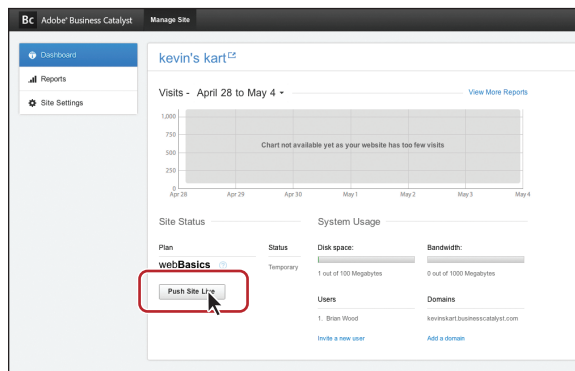 Bc Adobe® Business Catalyst Manage Site
Dashboard
Reports
Site Settings
kevin's kart
Visits - April 28 to May 4
View More Reports
1,000
750
500
250
0
Chart not available yet as your website has too few visits
Apr 28 Apr 29 Apr 30 May 1 May 2 May 3 May 4
Site Status
System Usage
Plan Status Disk space: Bandwidth:
webBasics ? Temporary
1 out of 100 Megabytes 0 out of 1000 Megabytes
Push Site Live
Users Domains
1. Brian Wood kevinskart.businesscatalyst.com
Invite a new user Add a domain